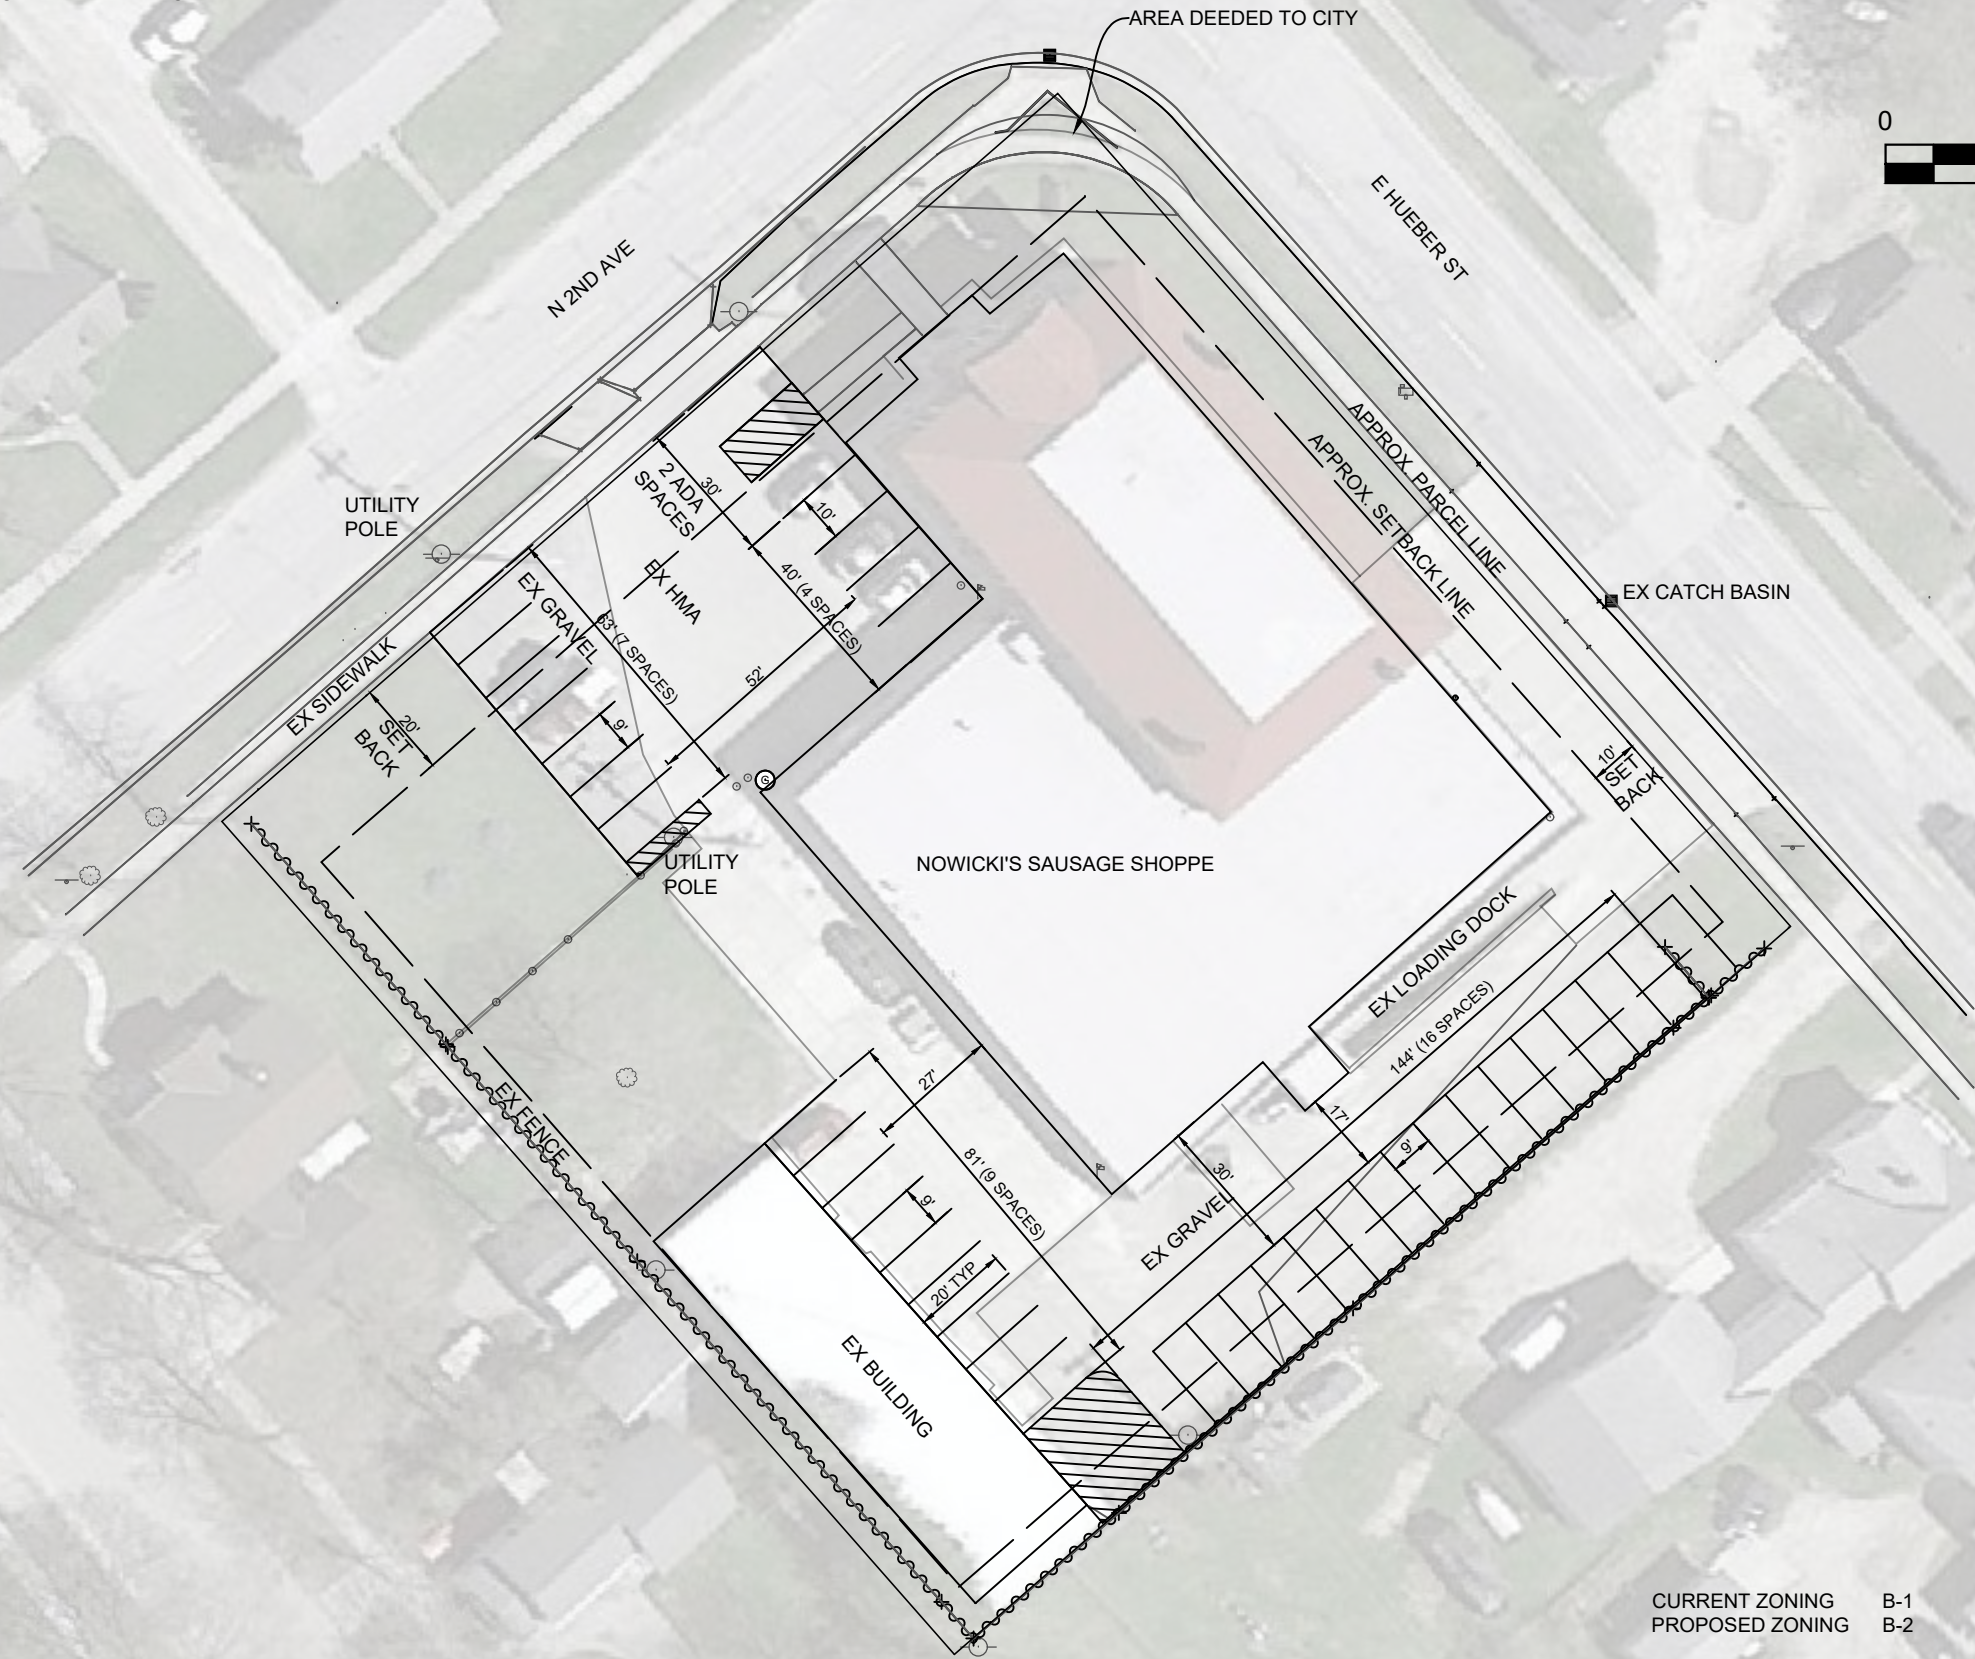 AREA DEEDED TO CITY
0
E HUEBER ST
N 2ND AVE
UTILITY
POLE
2 ADA
SPACES
30'
10'
EX HMA
40' (4 SPACES)
EX GRAVEL
63' (7 SPACES)
52'
9'
EX SIDEWALK
20'
SET
BACK
APPROX. PARCEL LINE
APPROX. SETBACK LINE
EX CATCH BASIN
10'
SET
BACK
UTILITY
POLE
NOWICKI'S SAUSAGE SHOPPE
G
EX LOADING DOCK
144' (16 SPACES)
17'
9'
30'
EX GRAVEL
EX FENCE
27'
81' (9 SPACES)
9'
20' TYP
EX BUILDING
CURRENT ZONING B-1
PROPOSED ZONING B-2